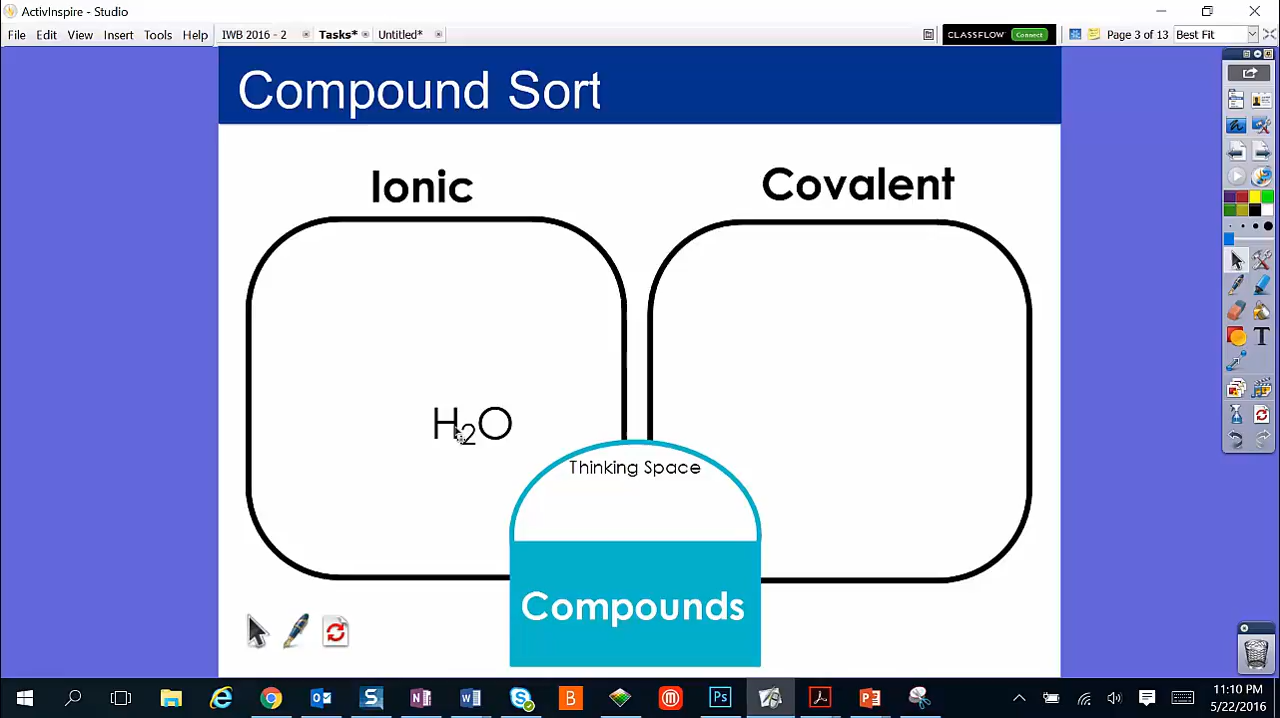 ActivInspire - Studio
File Edit View Insert Tools Help IWB 2016 - 2 Tasks* Untitled* CLASSFLOW Connect Page 3 of 13 Best Fit
Compound Sort
Ionic Covalent
H₂O
Thinking Space
Compounds
11:10 PM
5/22/2016